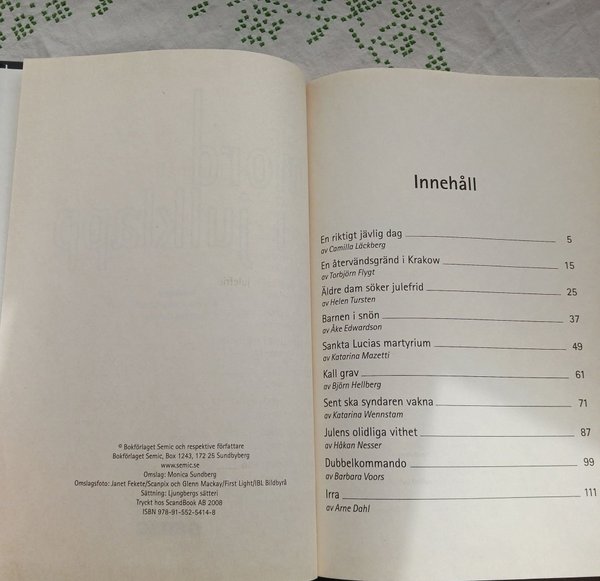 © Bokförlaget Semic och respektive författare
Bokförlaget Semic, Box 1243, 172 25 Sundbyberg
www.semic.se
Omslag: Monica Sundberg
Omslagsfoto: Janet Fekete/Scanpix och Glenn Mackay/First Light/IBL Bildbyrå
Sättning: Ljungbergs sätteri
Tryckt hos ScandBook AB 2008
ISBN 978-91-552-5414-8
Innehåll
En riktigt jävlig dag 5
av Camilla Läckberg
En återvändsgränd i Krakow 15
av Torbjörn Flygt
Äldre dam söker julefrid 25
av Helen Tursten
Barnen i snön 37
av Åke Edwardson
Sankta Lucias martyrium 49
av Katarina Mazetti
Kall grav 61
av Björn Hellberg
Sent ska syndaren vakna 71
av Katarina Wennstam
Julens olidliga vithet 87
av Håkan Nesser
Dubbelkommando 99
av Barbara Voors
Irra 111
av Arne Dahl